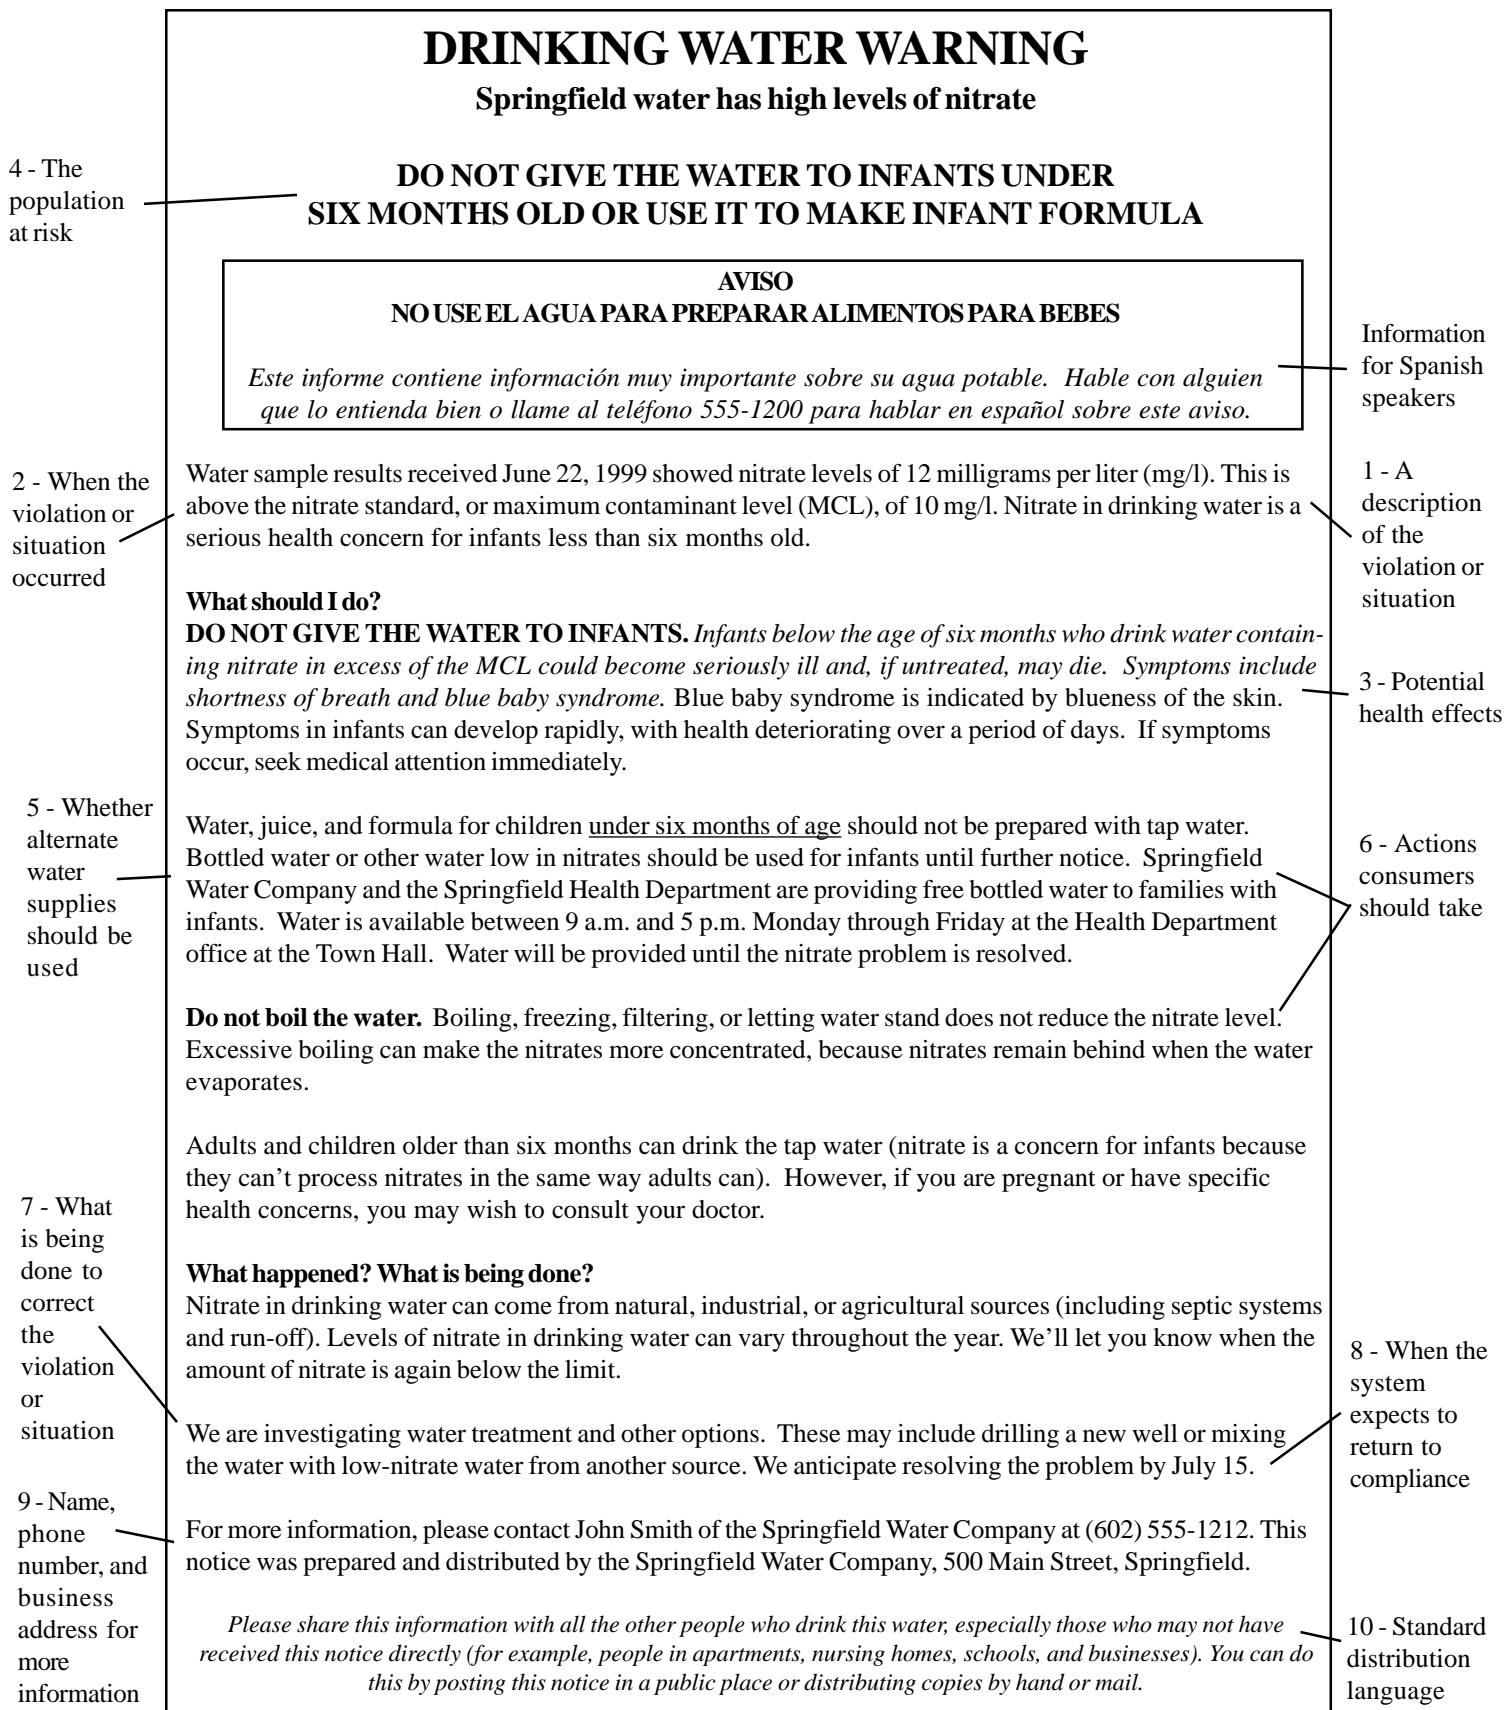 DRINKING WATER WARNING
Springfield water has high levels of nitrate
4 - The
population
at risk
DO NOT GIVE THE WATER TO INFANTS UNDER
SIX MONTHS OLD OR USE IT TO MAKE INFANT FORMULA
AVISO
NO USE EL AGUA PARA PREPARAR ALIMENTOS PARA BEBES
Este informe contiene información muy importante sobre su agua potable. Hable con alguien
que lo entienda bien o llame al teléfono 555-1200 para hablar en español sobre este aviso.
Information
for Spanish
speakers
2 - When the
violation or
situation
occurred
Water sample results received June 22, 1999 showed nitrate levels of 12 milligrams per liter (mg/l). This is
above the nitrate standard, or maximum contaminant level (MCL), of 10 mg/l. Nitrate in drinking water is a
serious health concern for infants less than six months old.
1 - A
description
of the
violation or
situation
What should I do?
DO NOT GIVE THE WATER TO INFANTS. Infants below the age of six months who drink water contain-
ing nitrate in excess of the MCL could become seriously ill and, if untreated, may die. Symptoms include
shortness of breath and blue baby syndrome. Blue baby syndrome is indicated by blueness of the skin.
Symptoms in infants can develop rapidly, with health deteriorating over a period of days. If symptoms
occur, seek medical attention immediately.
3 - Potential
health effects
5 - Whether
alternate
water
supplies
should be
used
Water, juice, and formula for children under six months of age should not be prepared with tap water.
Bottled water or other water low in nitrates should be used for infants until further notice. Springfield
Water Company and the Springfield Health Department are providing free bottled water to families with
infants. Water is available between 9 a.m. and 5 p.m. Monday through Friday at the Health Department
office at the Town Hall. Water will be provided until the nitrate problem is resolved.
6 - Actions
consumers
should take
Do not boil the water. Boiling, freezing, filtering, or letting water stand does not reduce the nitrate level.
Excessive boiling can make the nitrates more concentrated, because nitrates remain behind when the water
evaporates.
Adults and children older than six months can drink the tap water (nitrate is a concern for infants because
they can't process nitrates in the same way adults can). However, if you are pregnant or have specific
health concerns, you may wish to consult your doctor.
7 - What
is being
done to
correct
the
violation
or
situation
What happened? What is being done?
Nitrate in drinking water can come from natural, industrial, or agricultural sources (including septic systems
and run-off). Levels of nitrate in drinking water can vary throughout the year. We'll let you know when the
amount of nitrate is again below the limit.
We are investigating water treatment and other options. These may include drilling a new well or mixing
the water with low-nitrate water from another source. We anticipate resolving the problem by July 15.
8 - When the
system
expects to
return to
compliance
9 - Name,
phone
number, and
business
address for
more
information
For more information, please contact John Smith of the Springfield Water Company at (602) 555-1212. This
notice was prepared and distributed by the Springfield Water Company, 500 Main Street, Springfield.
Please share this information with all the other people who drink this water, especially those who may not have
received this notice directly (for example, people in apartments, nursing homes, schools, and businesses). You can do
this by posting this notice in a public place or distributing copies by hand or mail.
10 - Standard
distribution
language